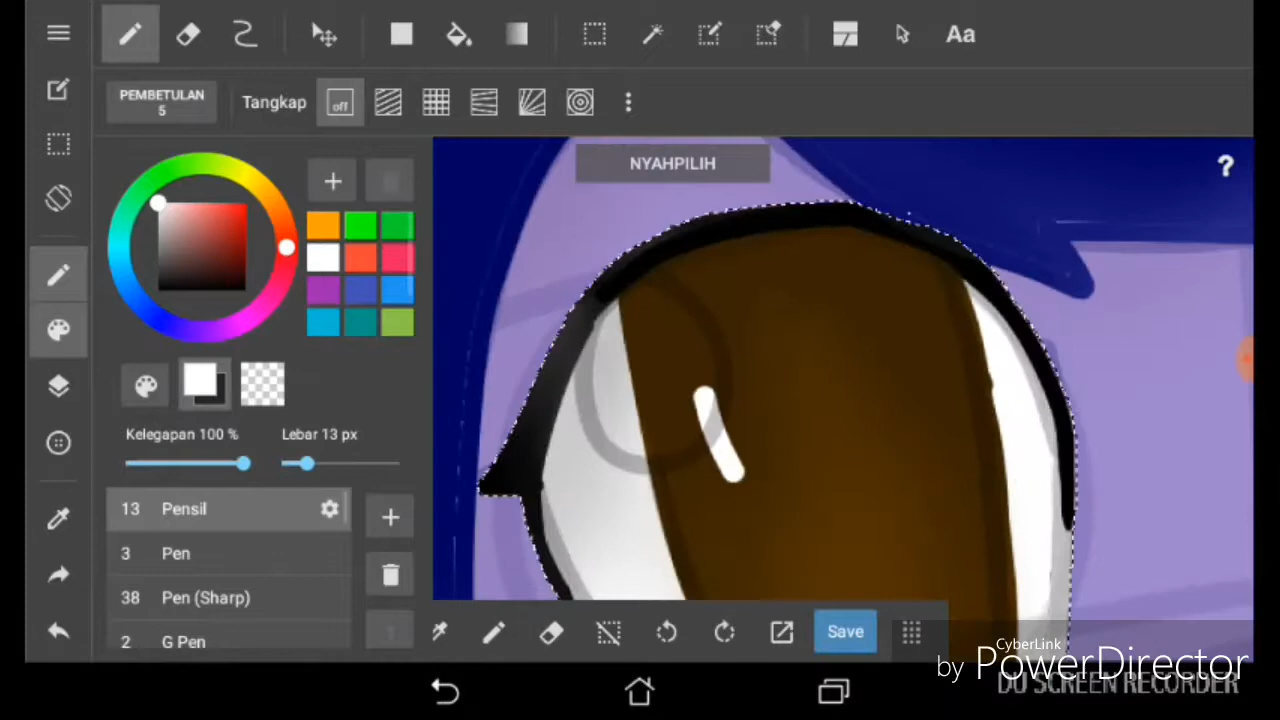 Aa
PEMBETULAN
5
Tangkap
off
NYAHPILIH
?
Kelegapan 100 %
Lebar 13 px
13 Pensil
3 Pen
38 Pen (Sharp)
2 G Pen
Save
CyberLink
by PowerDirector
DU SCREEN RECORDER